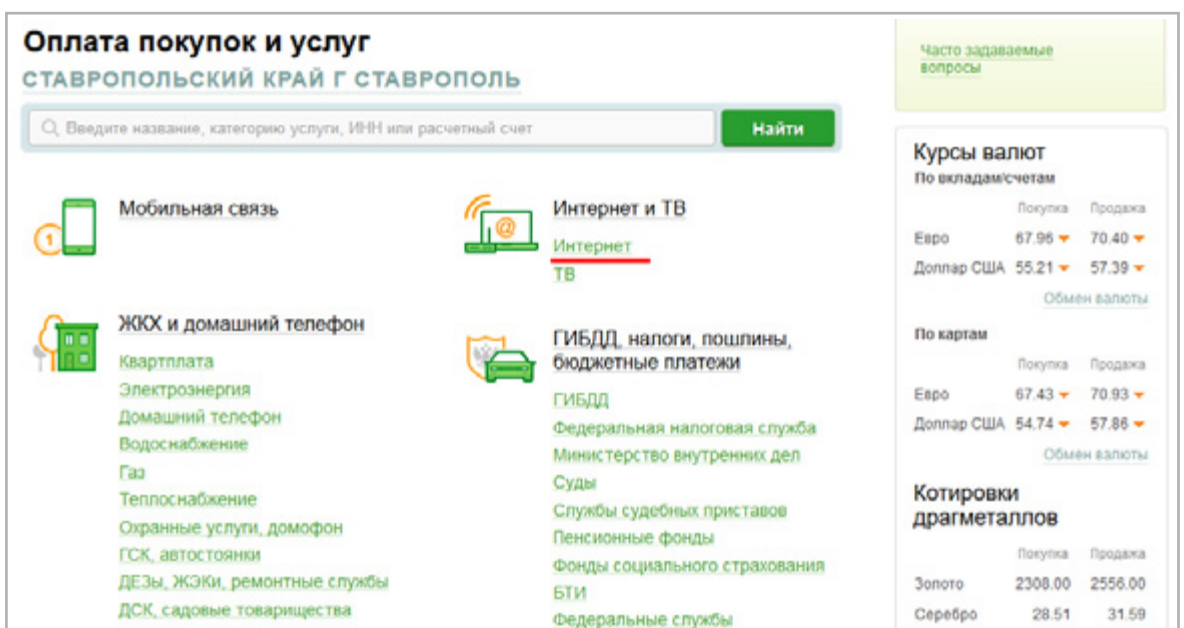 Оплата покупок и услуг
СТАВРОПОЛЬСКИЙ КРАЙ Г СТАВРОПОЛЬ
Введите название, категорию услуги, ИНН или расчетный счет
Найти
Мобильная связь
Интернет и ТВ
Интернет
ТВ
ЖКХ и домашний телефон
Квартплата
Электроэнергия
Домашний телефон
Водоснабжение
Газ
Теплоснабжение
Охранные услуги, домофон
ГСК, автостоянки
ДЕЗы, ЖЭКи, ремонтные службы
ДСК, садовые товарищества
ГИБДД, налоги, пошлины,
бюджетные платежи
ГИБДД
Федеральная налоговая служба
Министерство внутренних дел
Суды
Службы судебных приставов
Пенсионные фонды
Фонды социального страхования
БТИ
Федеральные службы
Часто задаваемые
вопросы
Курсы валют
По вкладам/счетам
Покупка Продажа
Евро 67.96 70.40
Доллар США 55.21 57.39
Обмен валюты
По картам
Покупка Продажа
Евро 67.43 70.93
Доллар США 54.74 57.86
Обмен валюты
Котировки
драгметаллов
Покупка Продажа
Золото 2308.00 2556.00
Серебро 28.51 31.59